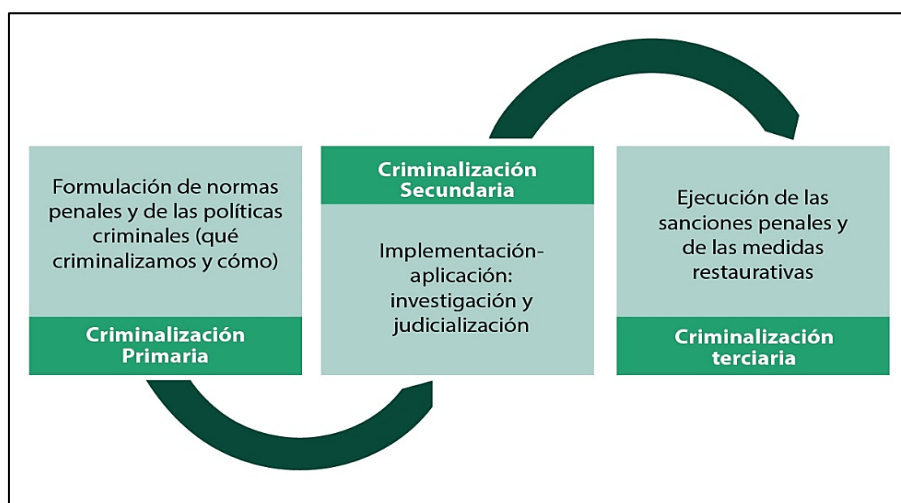 Formulación de normas
penales y de las políticas
criminales (qué
criminalizamos y cómo)
Criminalización
Primaria
Criminalización
Secundaria
Implementación-
aplicación:
investigación y
judicialización
Ejecución de las
sanciones penales y
de las medidas
restaurativas
Criminalización
terciaria